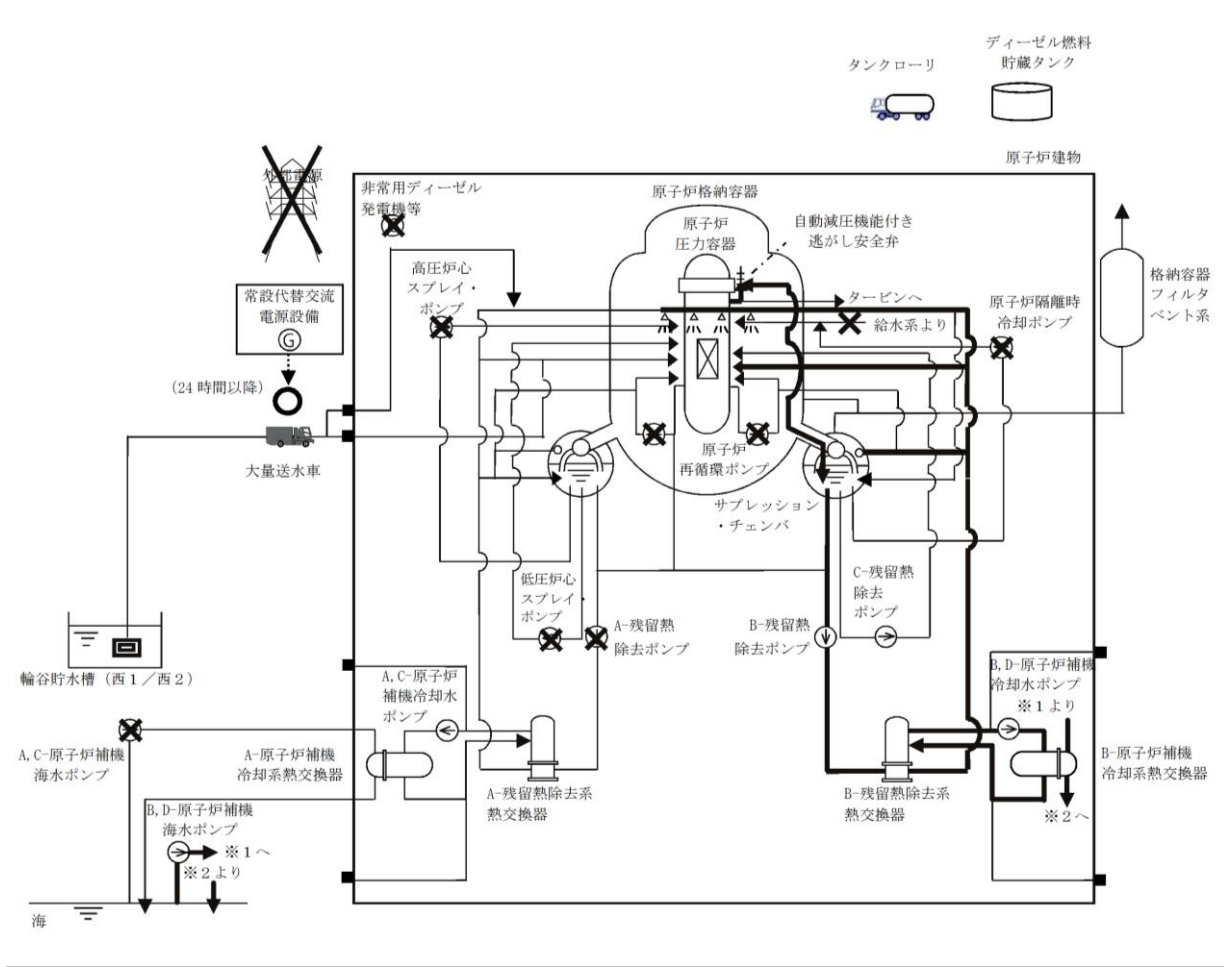 ディーゼル燃料
貯蔵タンク
タンクローリ
原子炉建物
外部電源
非常用ディーゼル
発電機等
原子炉格納容器
原子炉
圧力容器
自動減圧機能付き
逃がし安全弁
高圧炉心
スプレイ・
ポンプ
常設代替交流
電源設備
G
タービンへ
給水系より
原子炉隔離時
冷却ポンプ
格納容器
フィルタ
ベント系
(24時間以降)
大量送水車
原子炉
再循環ポンプ
サプレッション
・チェンバ
低圧炉心
スプレイ・
ポンプ
A-残留熱
除去ポンプ
B-残留熱
除去ポンプ
C-残留熱
除去
ポンプ
輪谷貯水槽(西1/西2)
A,C-原子炉
補機冷却水
ポンプ
B,D-原子炉補機
冷却水ポンプ
※1より
A,C-原子炉補機
海水ポンプ
A-原子炉補機
冷却系熱交換器
B-原子炉補機
冷却系熱交換器
A-残留熱除去系
熱交換器
B-残留熱除去系
熱交換器
※2へ
B,D-原子炉補機
海水ポンプ
※1へ
※2より
海